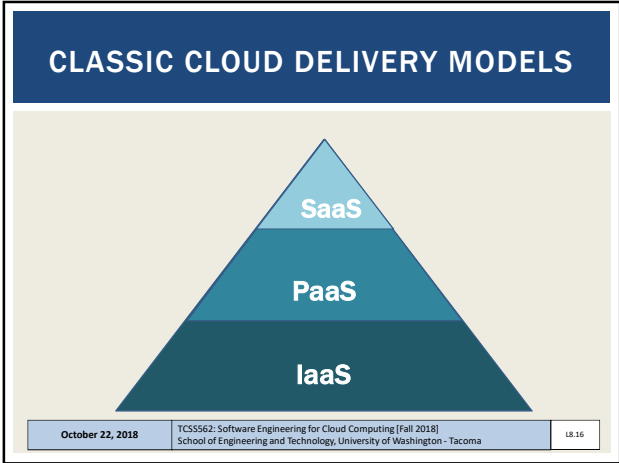 CLASSIC CLOUD DELIVERY MODELS
SaaS
PaaS
IaaS
October 22, 2018
TCSS562: Software Engineering for Cloud Computing [Fall 2018]
School of Engineering and Technology, University of Washington - Tacoma
L8.16